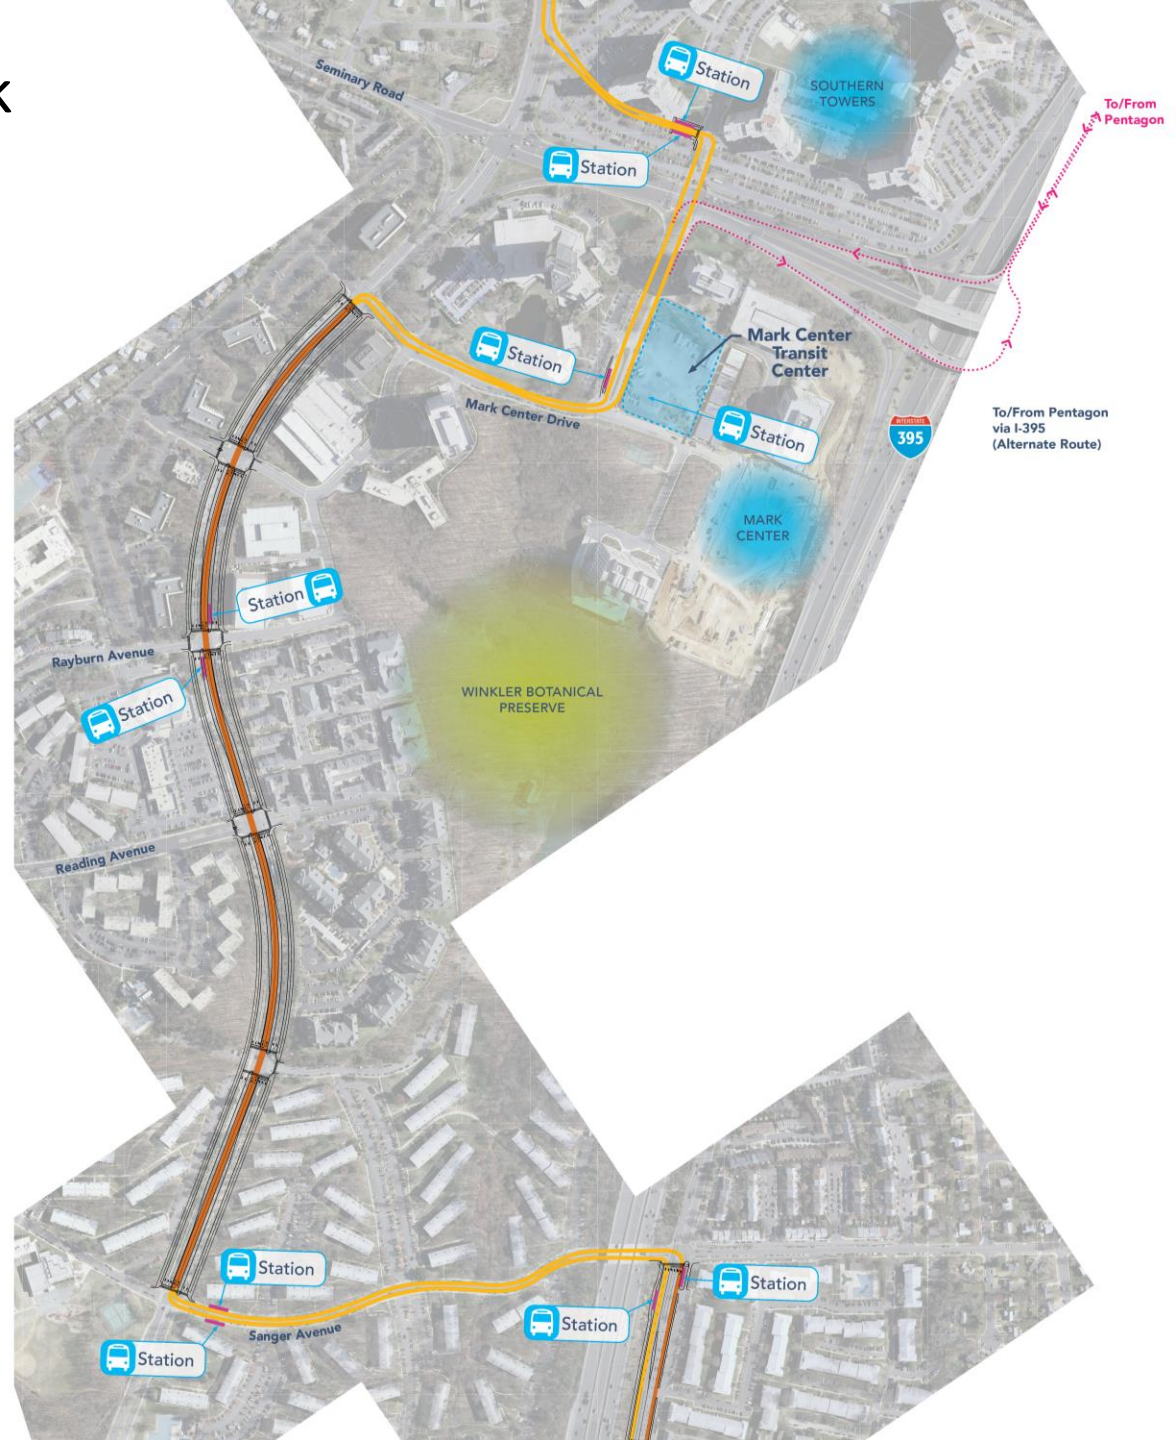 k
Seminary Road
Station
SOUTHERN
TOWERS
To/From
Pentagon
Station
Mark Center
Transit
Center
Station
Mark Center Drive
Station
INTERSTATE
395
To/From Pentagon
via I-395
(Alternate Route)
MARK
CENTER
Station
Rayburn Avenue
Station
WINKLER BOTANICAL
PRESERVE
Reading Avenue
Station
Station
Station
Sanger Avenue
Station